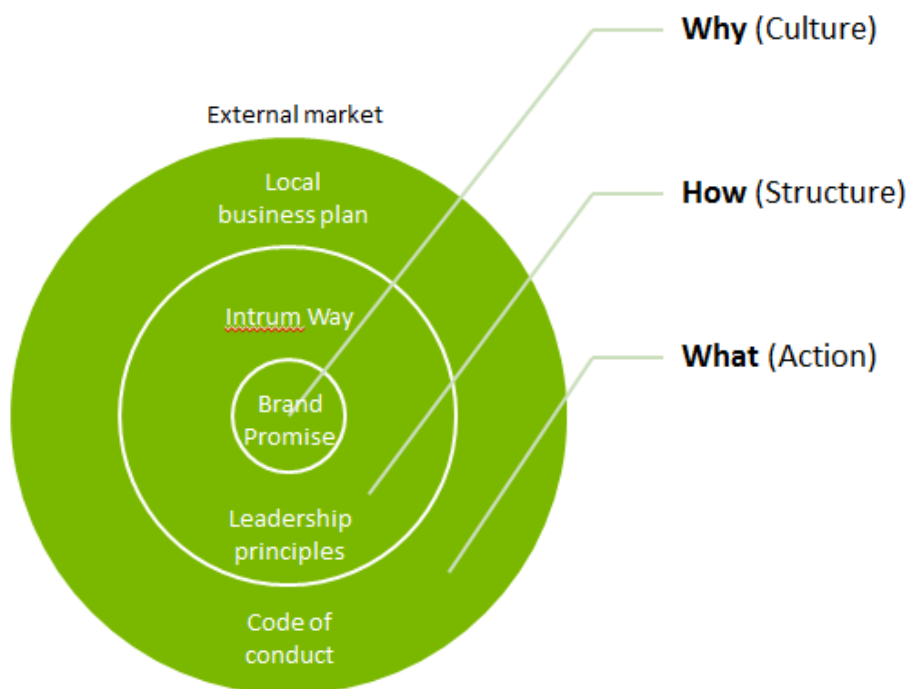 Why (Culture)
External market
Local
business plan
How (Structure)
Intrum Way
What (Action)
Brand
Promise
Leadership
principles
Code of
conduct